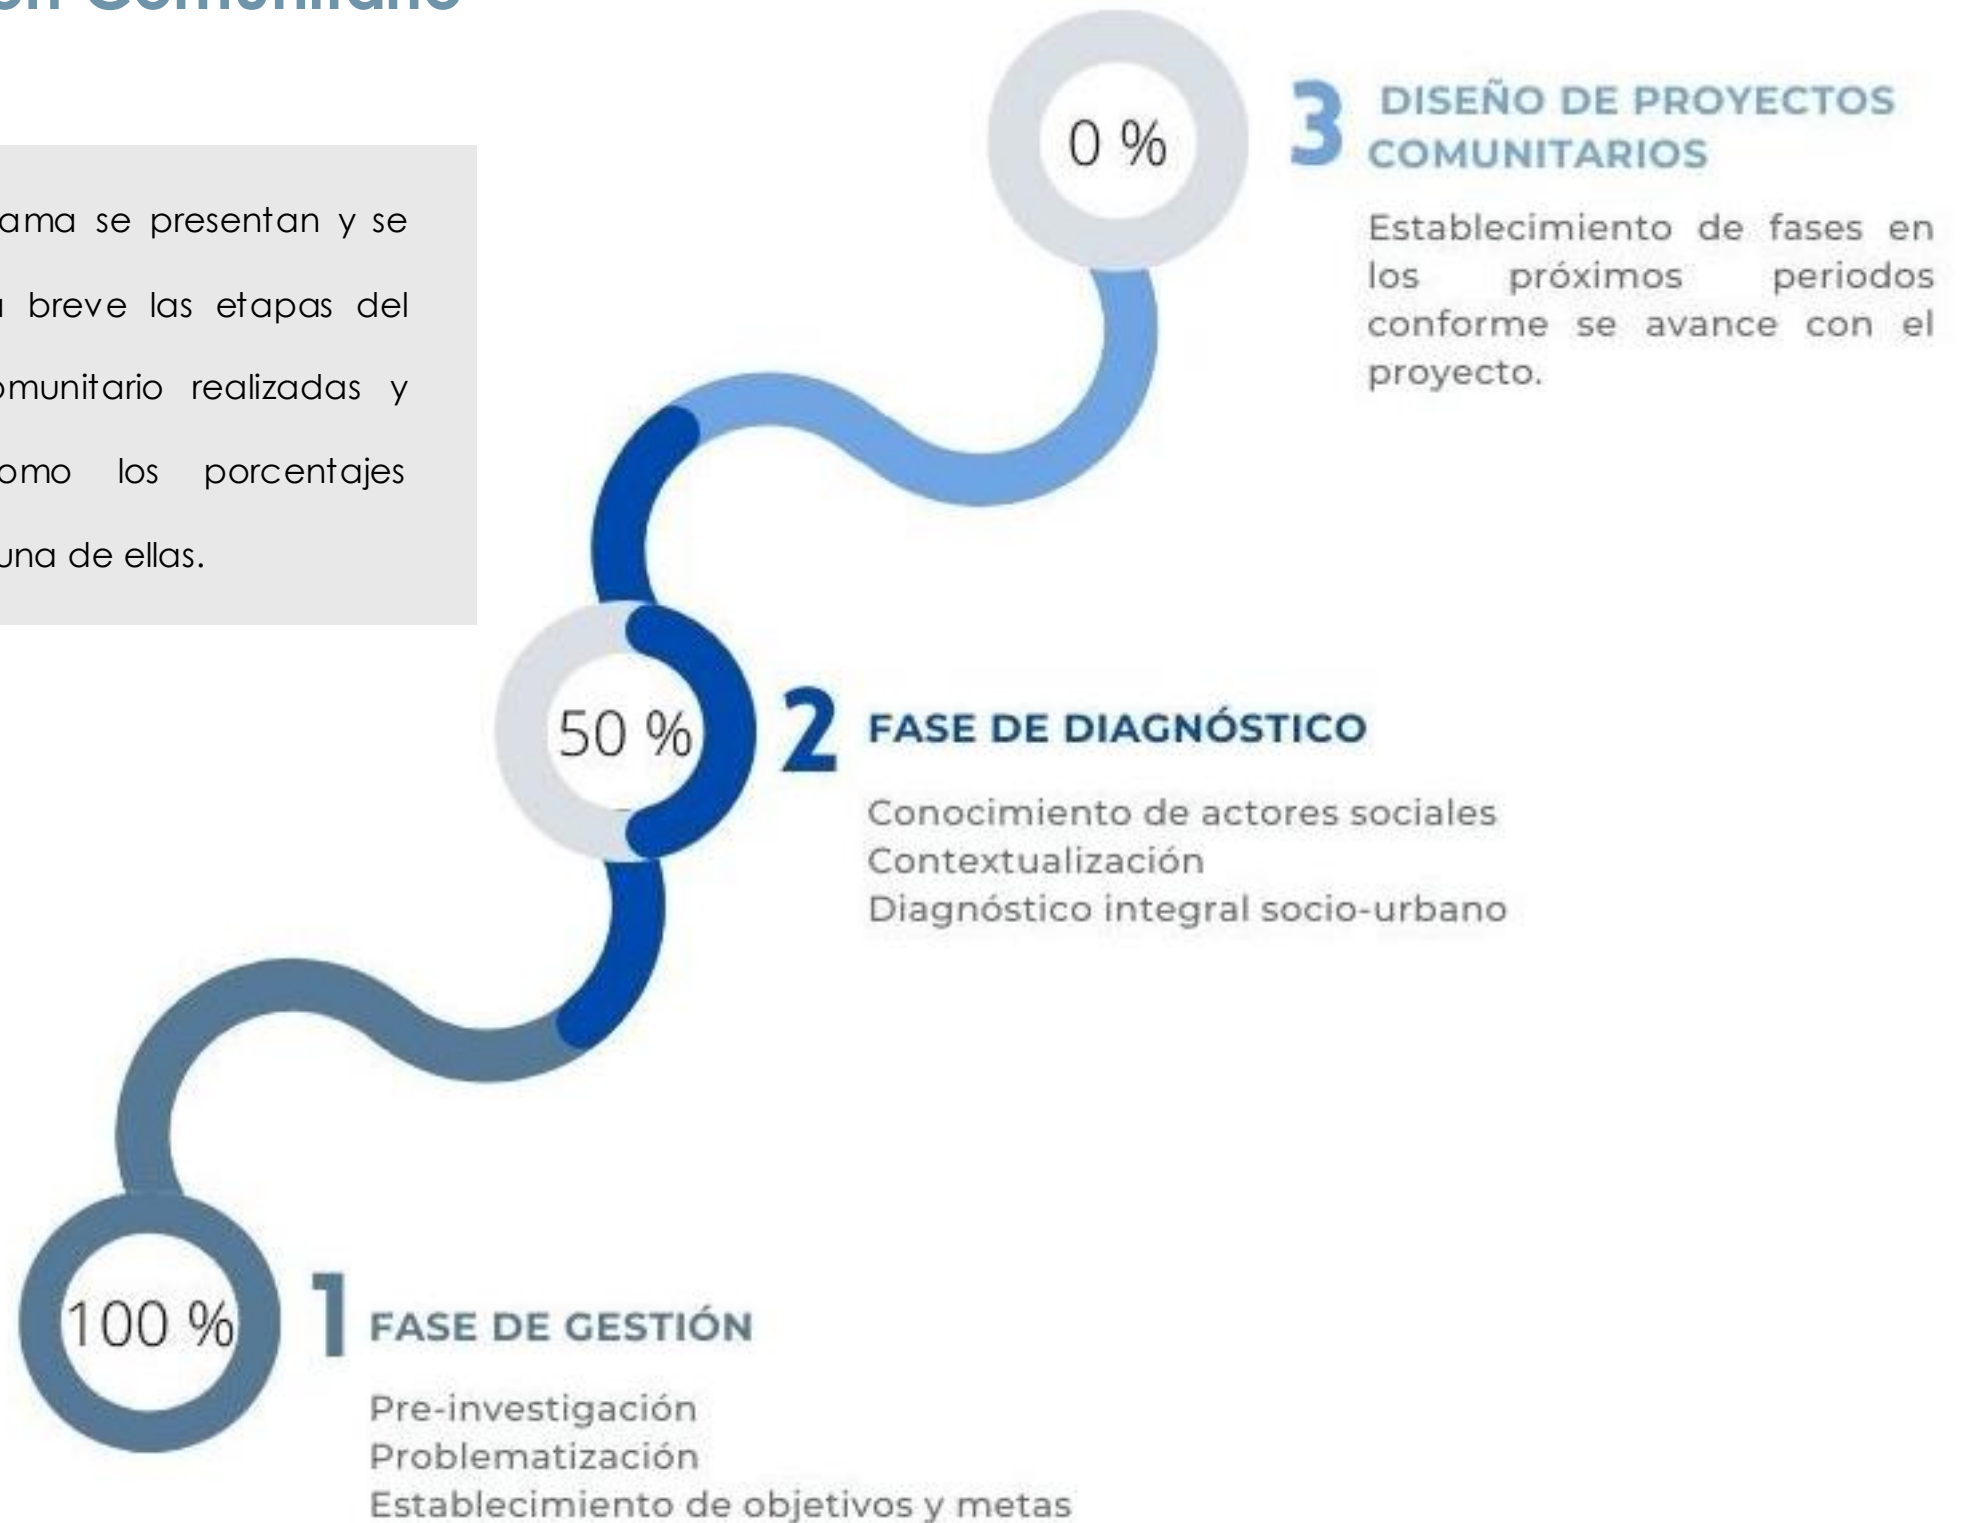 Comunitario
se presentan y se
breve las etapas del
realizadas y
los porcentajes
una de ellas.
0 %
3 DISEÑO DE PROYECTOS
COMUNITARIOS
Establecimiento de fases en
los próximos periodos
conforme se avance con el
proyecto.
50 %
2 FASE DE DIAGNÓSTICO
Conocimiento de actores sociales
Contextualización
Diagnóstico integral socio-urbano
100 %
1 FASE DE GESTIÓN
Pre-investigación
Problematización
Establecimiento de objetivos y metas